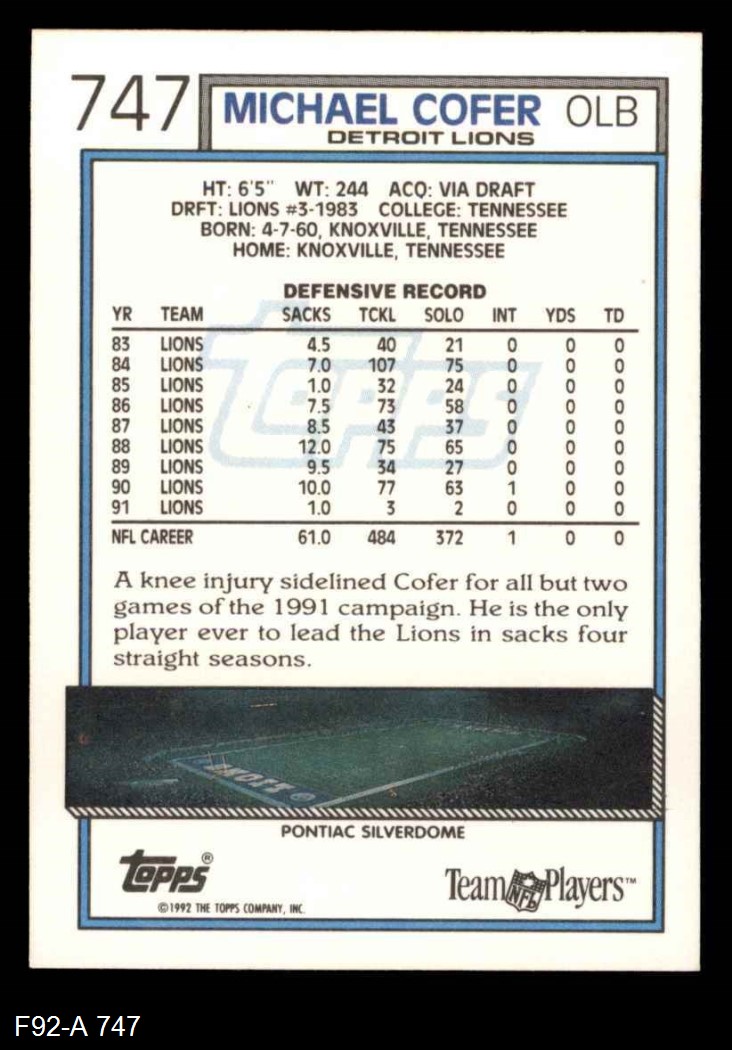 747 MICHAEL COFER OLB
DETROIT LIONS
HT: 6'5" WT: 244 ACQ: VIA DRAFT
DRFT: LIONS #3-1983 COLLEGE: TENNESSEE
BORN: 4-7-60, KNOXVILLE, TENNESSEE
HOME: KNOXVILLE, TENNESSEE
DEFENSIVE RECORD
YR TEAM SACKS TCKL SOLO INT YDS TD
83 LIONS 4.5 40 21 0 0 0
84 LIONS 7.0 107 75 0 0 0
85 LIONS 1.0 32 24 0 0 0
86 LIONS 7.5 73 58 0 0 0
87 LIONS 8.5 43 37 0 0 0
88 LIONS 12.0 75 65 0 0 0
89 LIONS 9.5 34 27 0 0 0
90 LIONS 10.0 77 63 1 0 0
91 LIONS 1.0 3 2 0 0 0
NFL CAREER 61.0 484 372 1 0 0
Topps
A knee injury sidelined Cofer for all but two
games of the 1991 campaign. He is the only
player ever to lead the Lions in sacks four
straight seasons.
LIONS
PONTIAC SILVERDOME
Topps®
Team NFL Players™
©1992 THE TOPPS COMPANY, INC.
F92-A 747